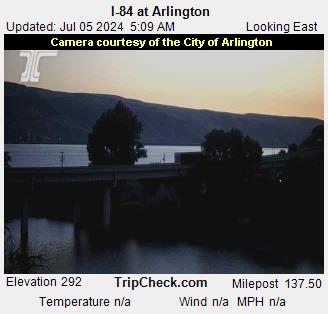 I-84 at Arlington
Updated: Jul 05 2024 5:09 AM Looking East
Camera courtesy of the City of Arlington
Elevation 292 TripCheck.com Milepost 137.50
Temperature n/a Wind n/a MPH n/a